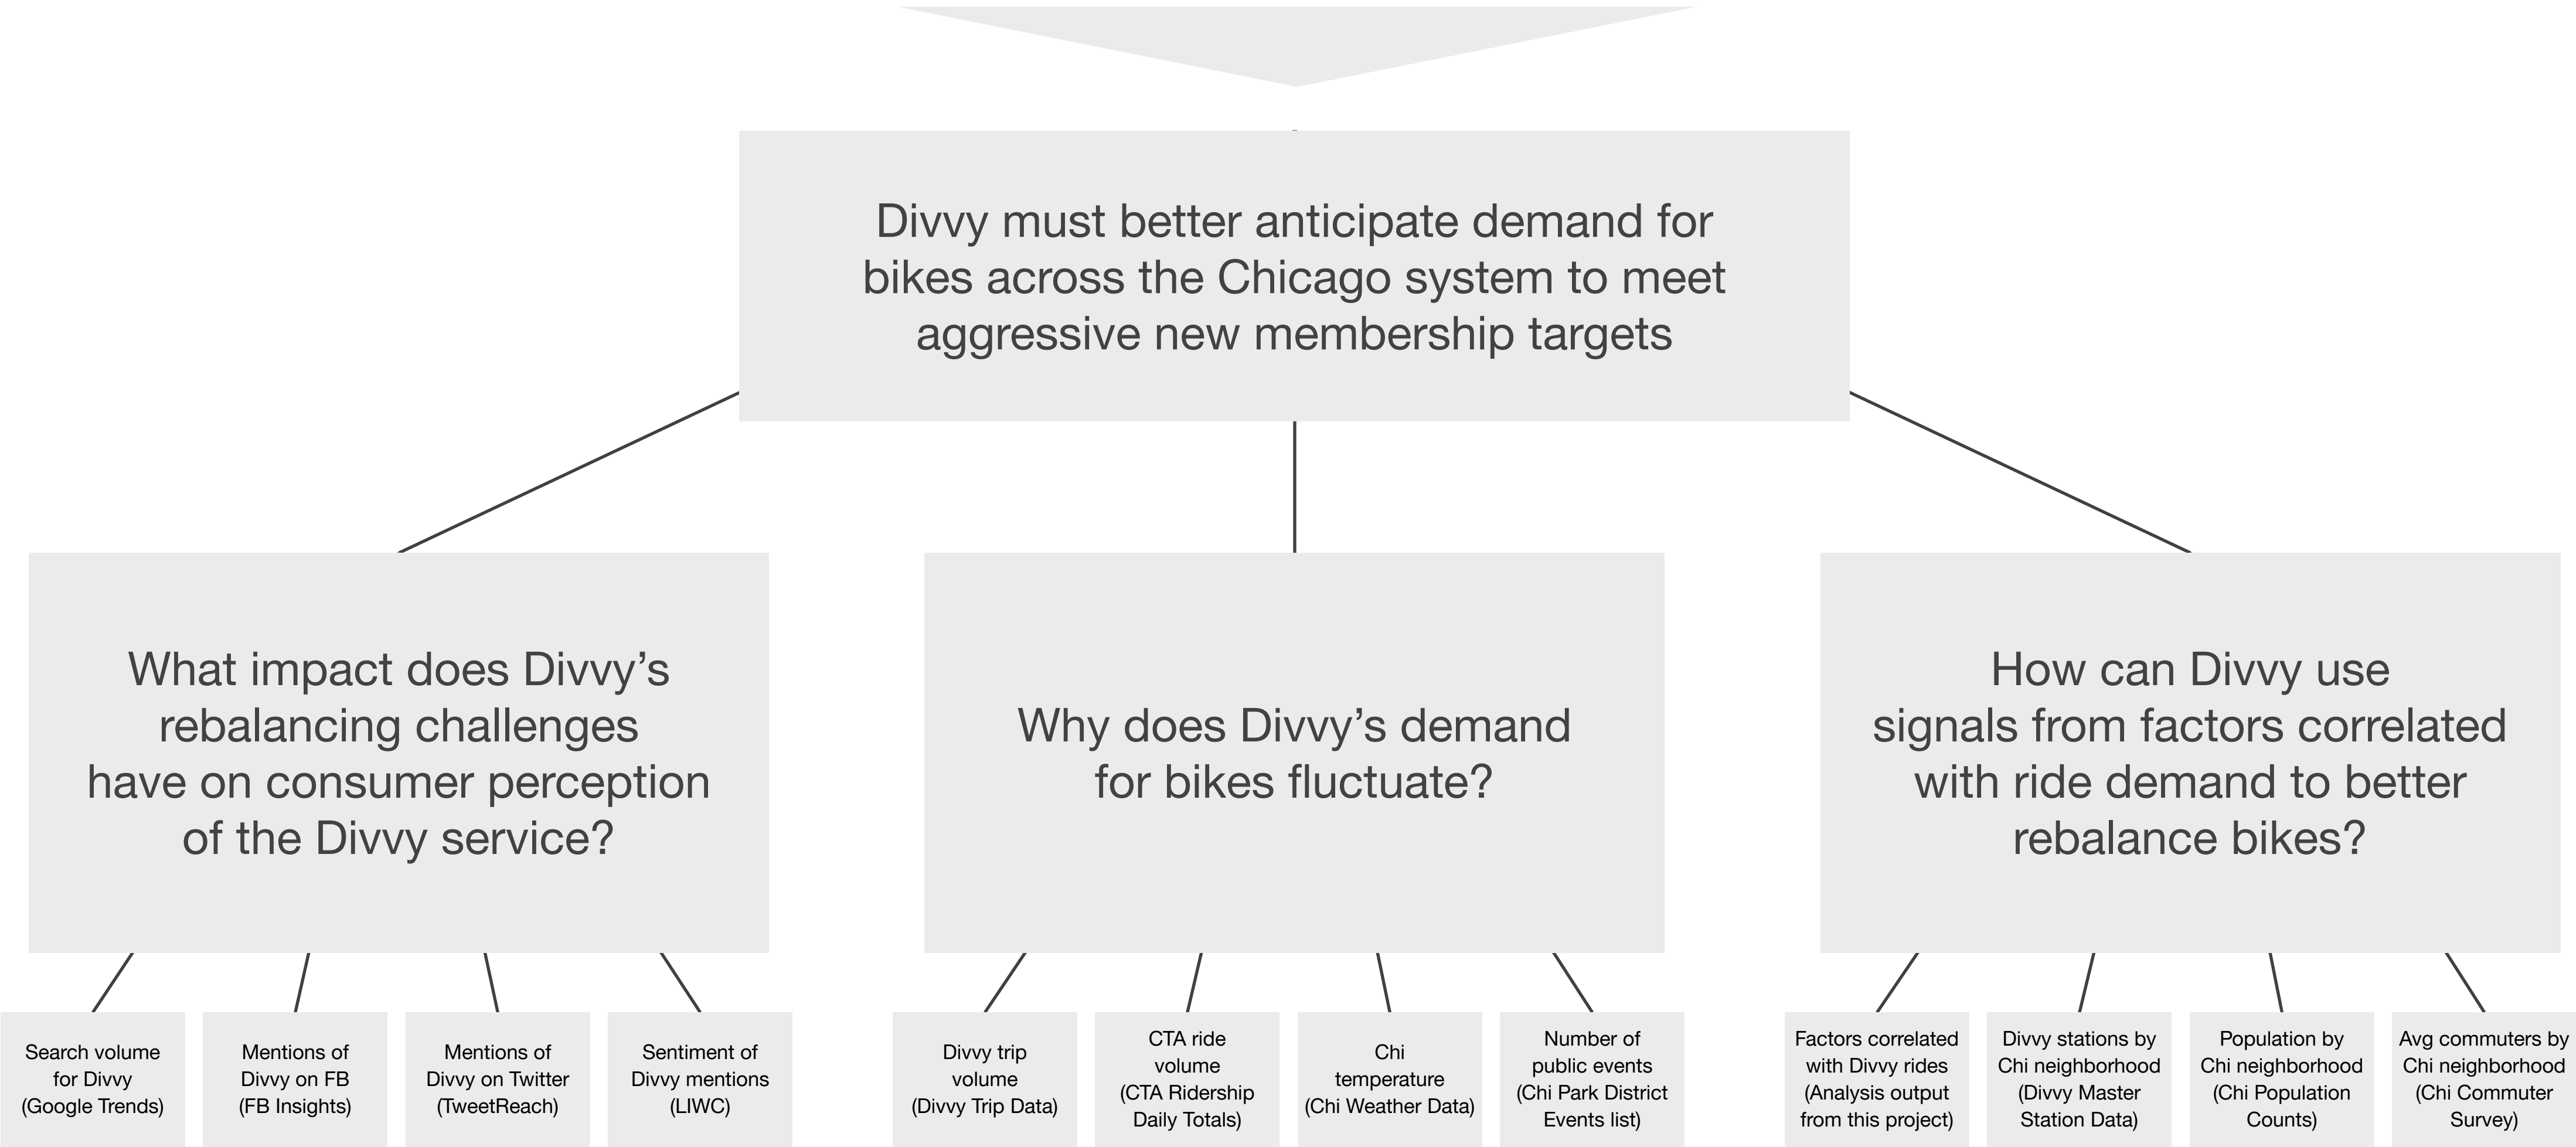 Divvy must better anticipate demand for
bikes across the Chicago system to meet
aggressive new membership targets
What impact does Divvy’s
rebalancing challenges
have on consumer perception
of the Divvy service?
Why does Divvy’s demand
for bikes fluctuate?
How can Divvy use
signals from factors correlated
with ride demand to better
rebalance bikes?
Search volume
for Divvy
(Google Trends)
Mentions of
Divvy on FB
(FB Insights)
Mentions of
Divvy on Twitter
(TweetReach)
Sentiment of
Divvy mentions
(LIWC)
Divvy trip
volume
(Divvy Trip Data)
CTA ride
volume
(CTA Ridership
Daily Totals)
Chi
temperature
(Chi Weather Data)
Number of
public events
(Chi Park District
Events list)
Factors correlated
with Divvy rides
(Analysis output
from this project)
Divvy stations by
Chi neighborhood
(Divvy Master
Station Data)
Population by
Chi neighborhood
(Chi Population
Counts)
Avg commuters by
Chi neighborhood
(Chi Commuter
Survey)